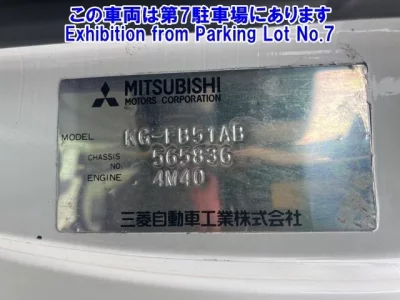 この車両は第7駐車場にあります
Exhibition from Parking Lot No.7
MITSUBISHI
MOTORS CORPORATION
MODEL KG-FB51AB
CHASSIS NO. 565836
ENGINE 4M40
三菱自動車工業株式会社